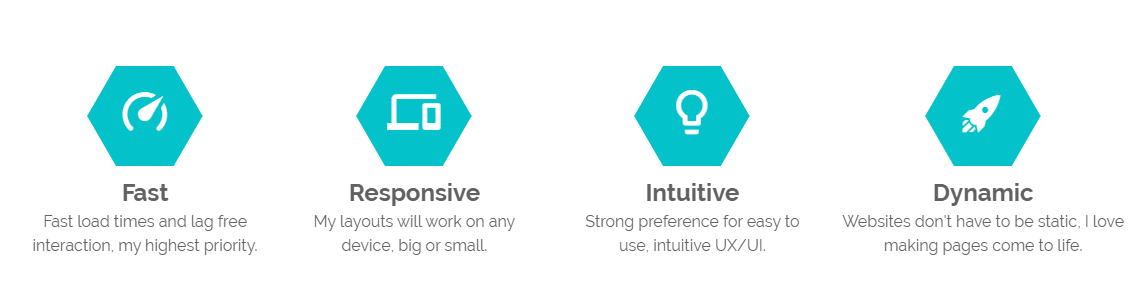 Fast
Fast load times and lag free
interaction, my highest priority.
Responsive
My layouts will work on any
device, big or small.
Intuitive
Strong preference for easy to
use, intuitive UX/UI.
Dynamic
Websites don't have to be static, I love
making pages come to life.